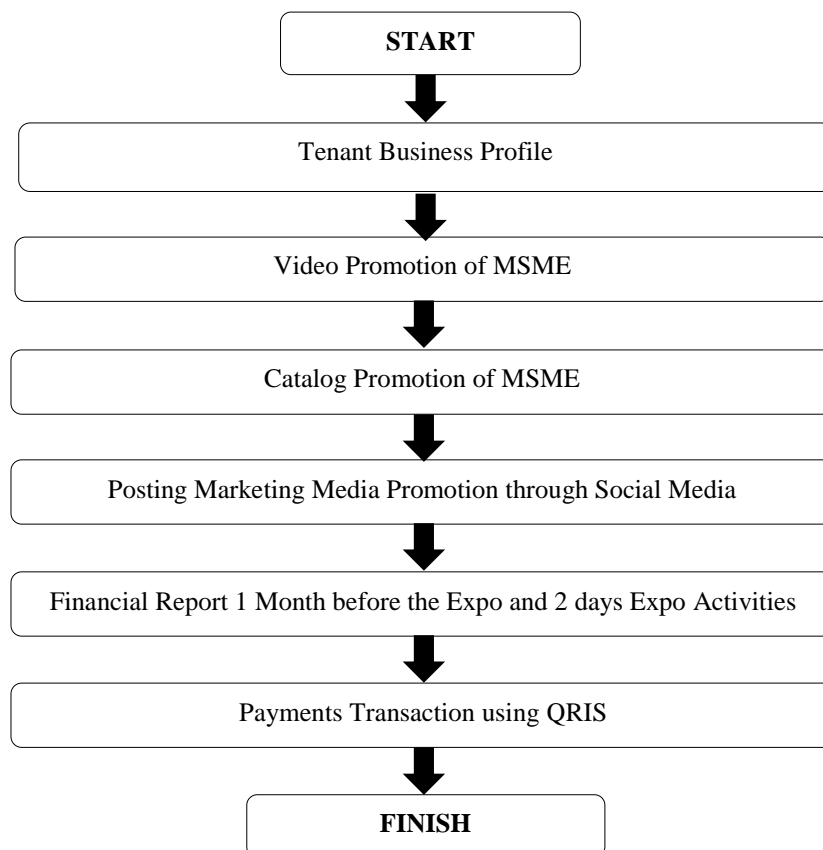 START
Tenant Business Profile
Video Promotion of MSME
Catalog Promotion of MSME
Posting Marketing Media Promotion through Social Media
Financial Report 1 Month before the Expo and 2 days Expo Activities
Payments Transaction using QRIS
FINISH